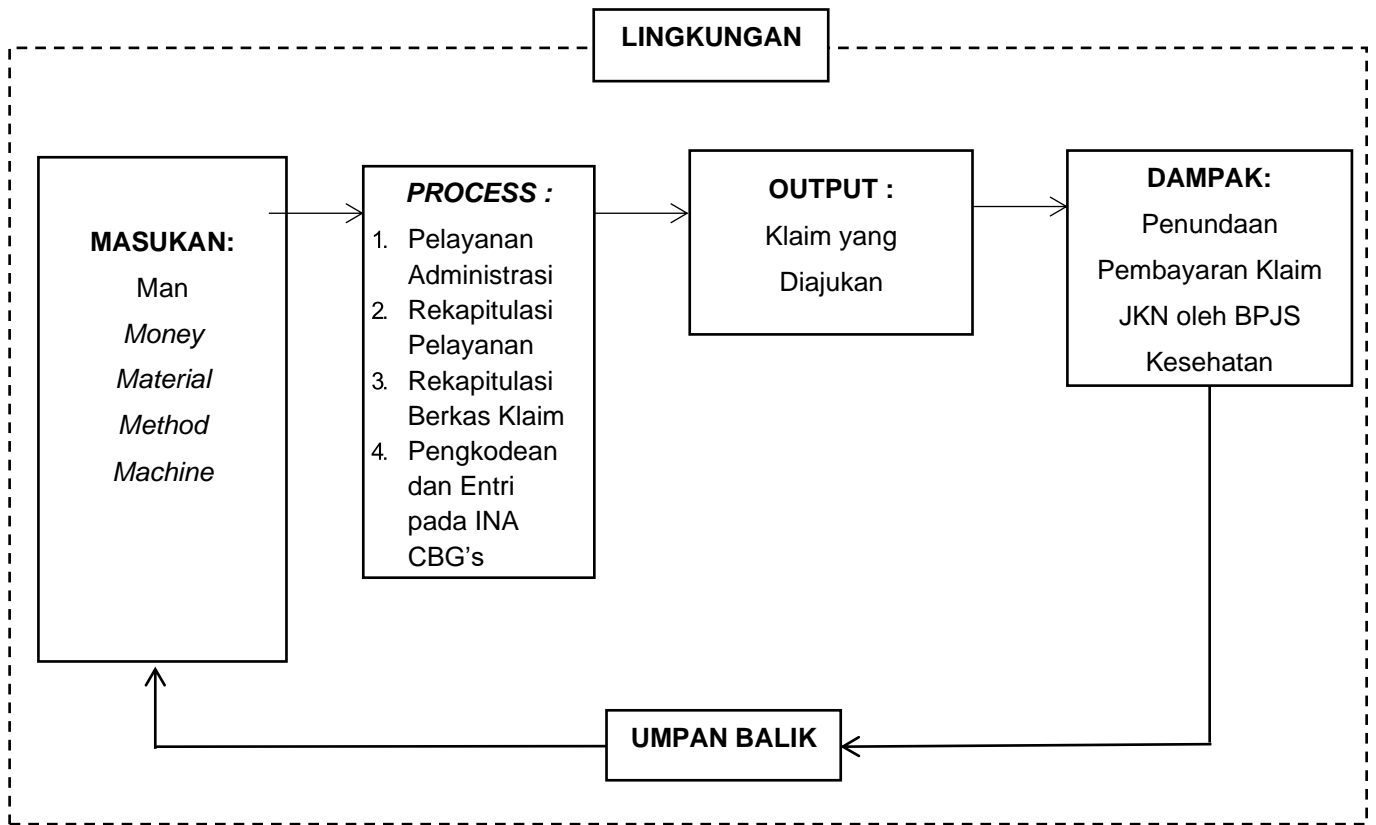 LINGKUNGAN
MASUKAN:
Man
Money
Material
Method
Machine
PROCESS :
1. Pelayanan
Administrasi
2. Rekapitulasi
Pelayanan
3. Rekapitulasi
Berkas Klaim
4. Pengkodean
dan Entri
pada INA
CBG’s
OUTPUT :
Klaim yang
Diajukan
DAMPAK:
Penundaan
Pembayaran Klaim
JKN oleh BPJS
Kesehatan
UMPAN BALIK